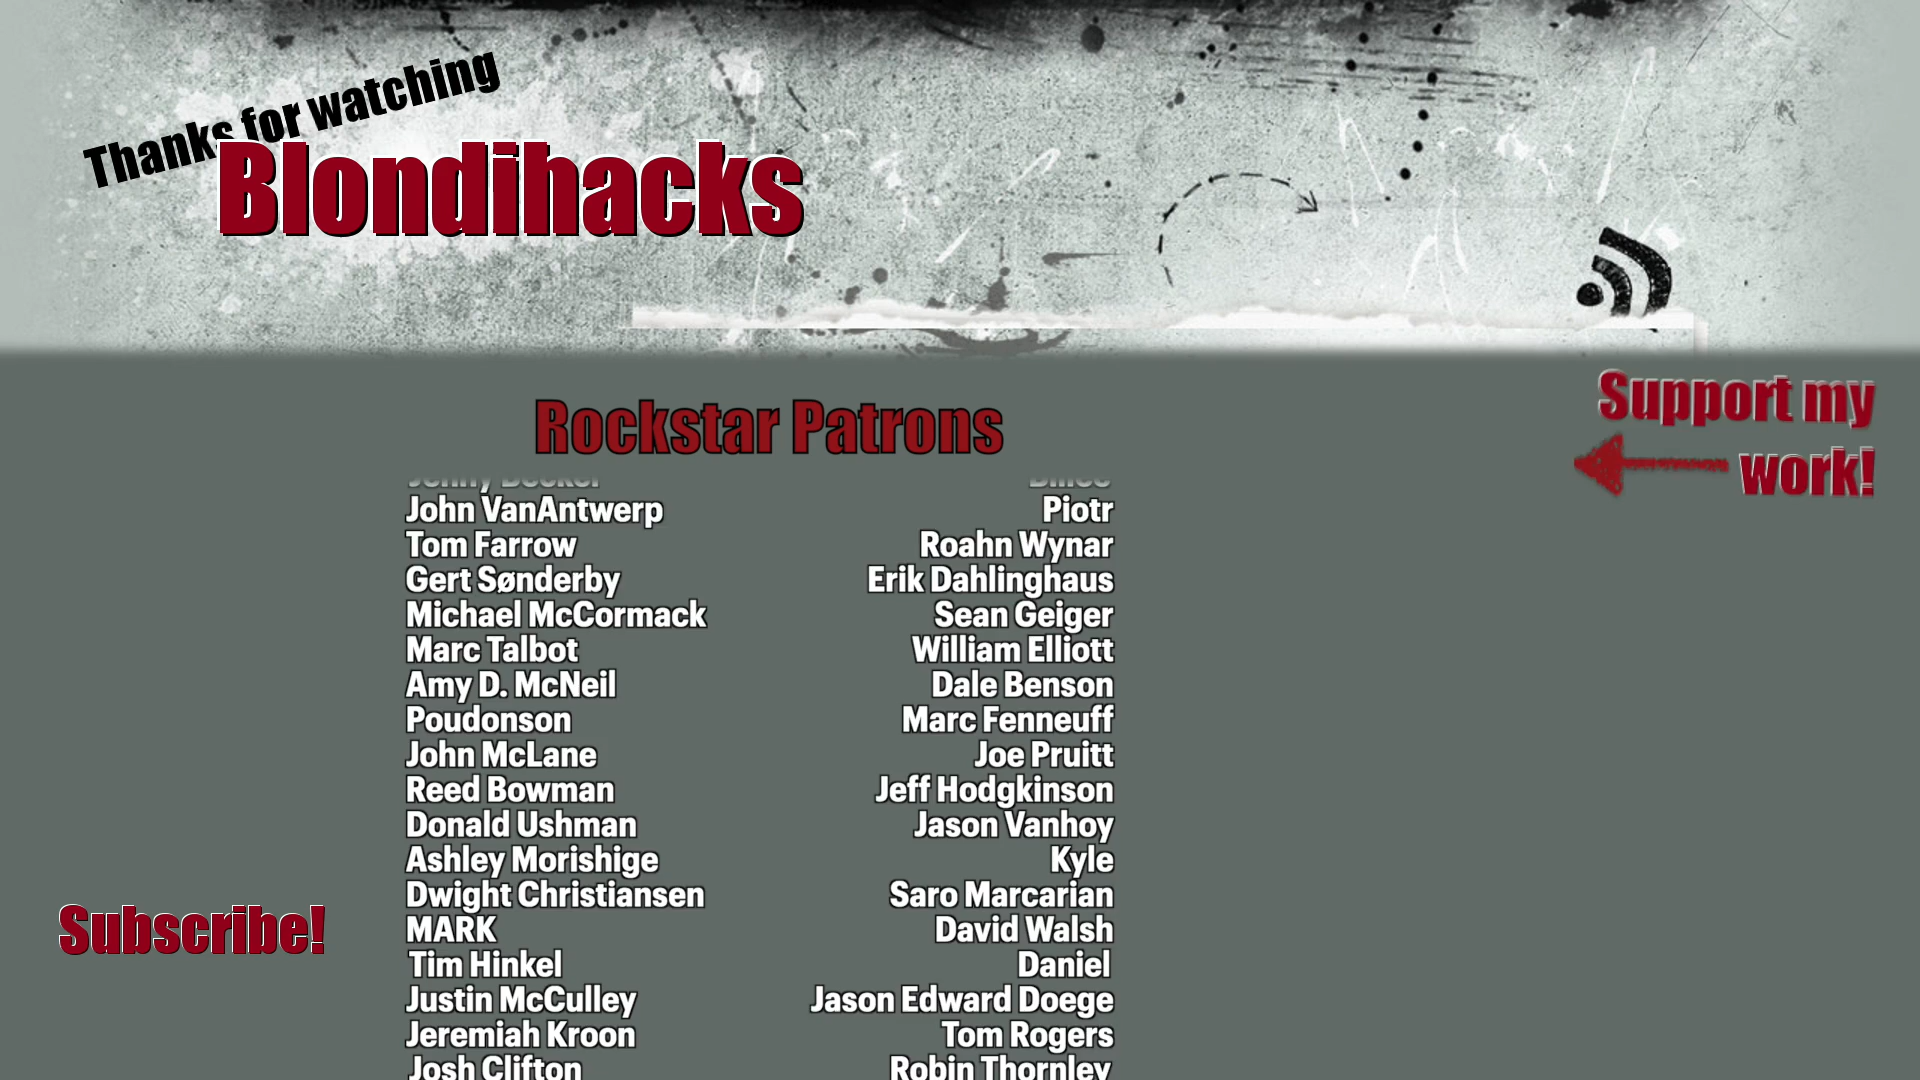 Thanks for watching
Blondihacks
Support my
work!
Rockstar Patrons
John VanAntwerp Piotr
Tom Farrow Roahn Wynar
Gert Sønderby Erik Dahlinghaus
Michael McCormack Sean Geiger
Marc Talbot William Elliott
Amy D. McNeil Dale Benson
Poudonson Marc Fenneuff
John McLane Joe Pruitt
Reed Bowman Jeff Hodgkinson
Donald Ushman Jason Vanhoy
Ashley Morishige Kyle
Dwight Christiansen Saro Marcarian
MARK David Walsh
Tim Hinkel Daniel
Justin McCulley Jason Edward Doege
Jeremiah Kroon Tom Rogers
Josh Clifton Robin Thornley
Subscribe!